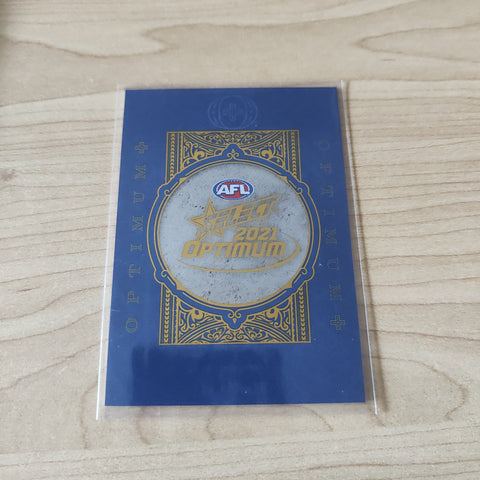 AFL
SELECT
2021
OPTIMUM
OPTIMUM+
OPTIMUM+